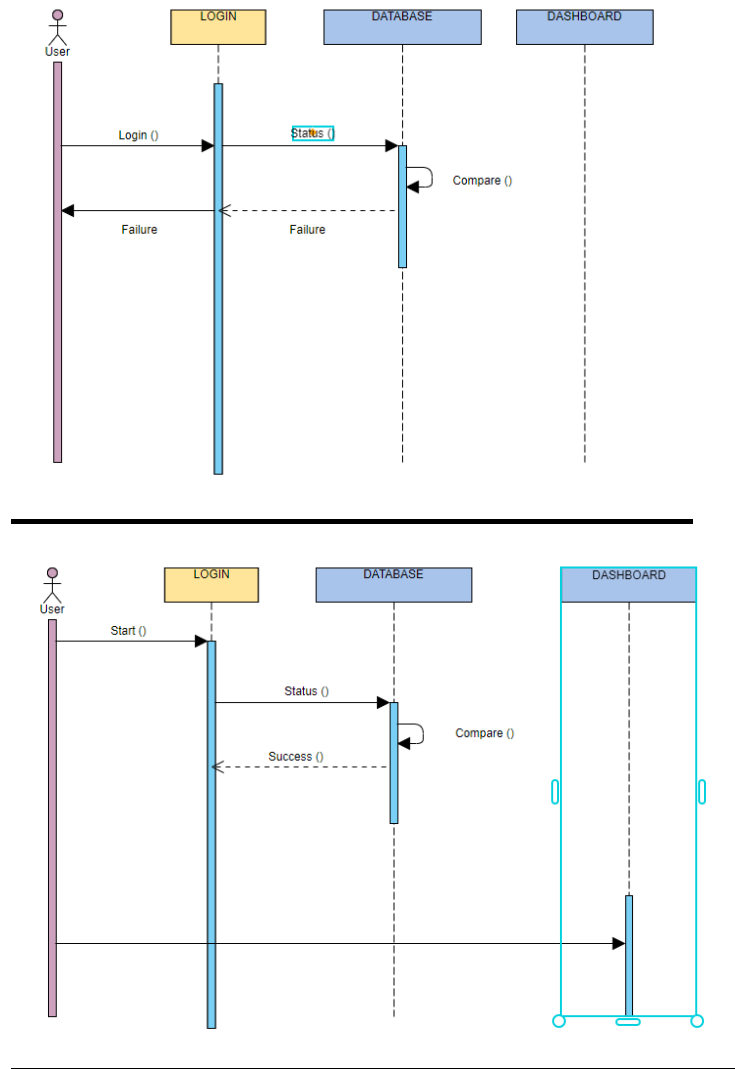 LOGIN
DATABASE
DASHBOARD
User
Login ()
Status ()
Compare ()
Failure
Failure
LOGIN
DATABASE
DASHBOARD
User
Start ()
Status ()
Compare ()
Success ()